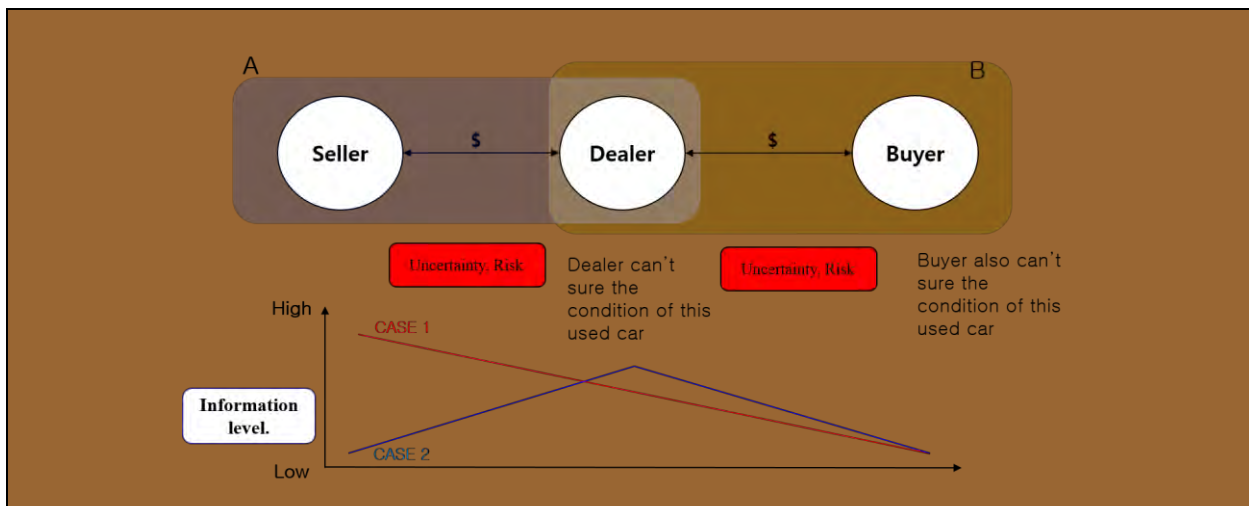 A
B
Seller
$
Dealer
$
Buyer
Uncertainty, Risk
Dealer can't
sure the
condition of this
used car
Uncertainty, Risk
Buyer also can't
sure the
condition of this
used car
High
CASE 1
Information
level.
CASE 2
Low